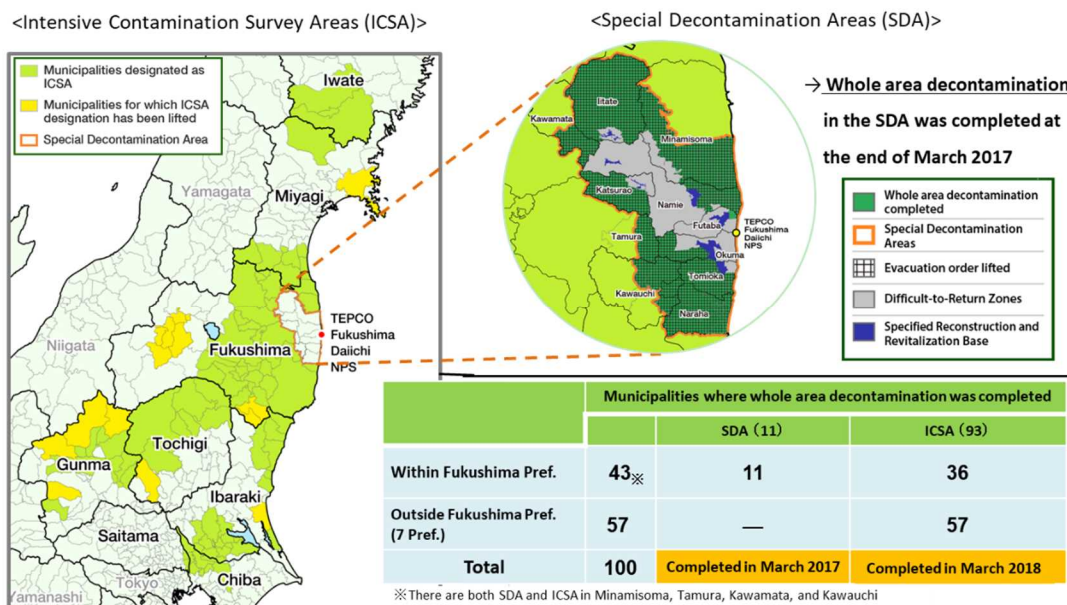 <Intensive Contamination Survey Areas (ICSA)>
<Special Decontamination Areas (SDA)>
Municipalities designated as
ICSA
Municipalities for which ICSA
designation has been lifted
Special Decontamination Area
Iwate
Yamagata
Miyagi
Niigata
Fukushima
TEPCO
Fukushima
Daiichi
NPS
Gunma
Tochigi
Ibaraki
Saitama
Tokyo
Chiba
Yamanashi
Iitate
Kawamata
Minamisoma
Katsurao
Namie
Futaba
Tamura
Okuma
Tomioka
Kawauchi
Naraha
TEPCO
Fukushima
Daiichi
NPS
→ Whole area decontamination
in the SDA was completed at
the end of March 2017
Whole area decontamination
completed
Special Decontamination
Areas
Evacuation order lifted
Difficult-to-Return Zones
Specified Reconstruction and
Revitalization Base
Municipalities where whole area decontamination was completed
SDA (11) ICSA (93)
Within Fukushima Pref. 43※ 11 36
Outside Fukushima Pref.
(7 Pref.) 57 — 57
Total 100 Completed in March 2017 Completed in March 2018
※There are both SDA and ICSA in Minamisoma, Tamura, Kawamata, and Kawauchi